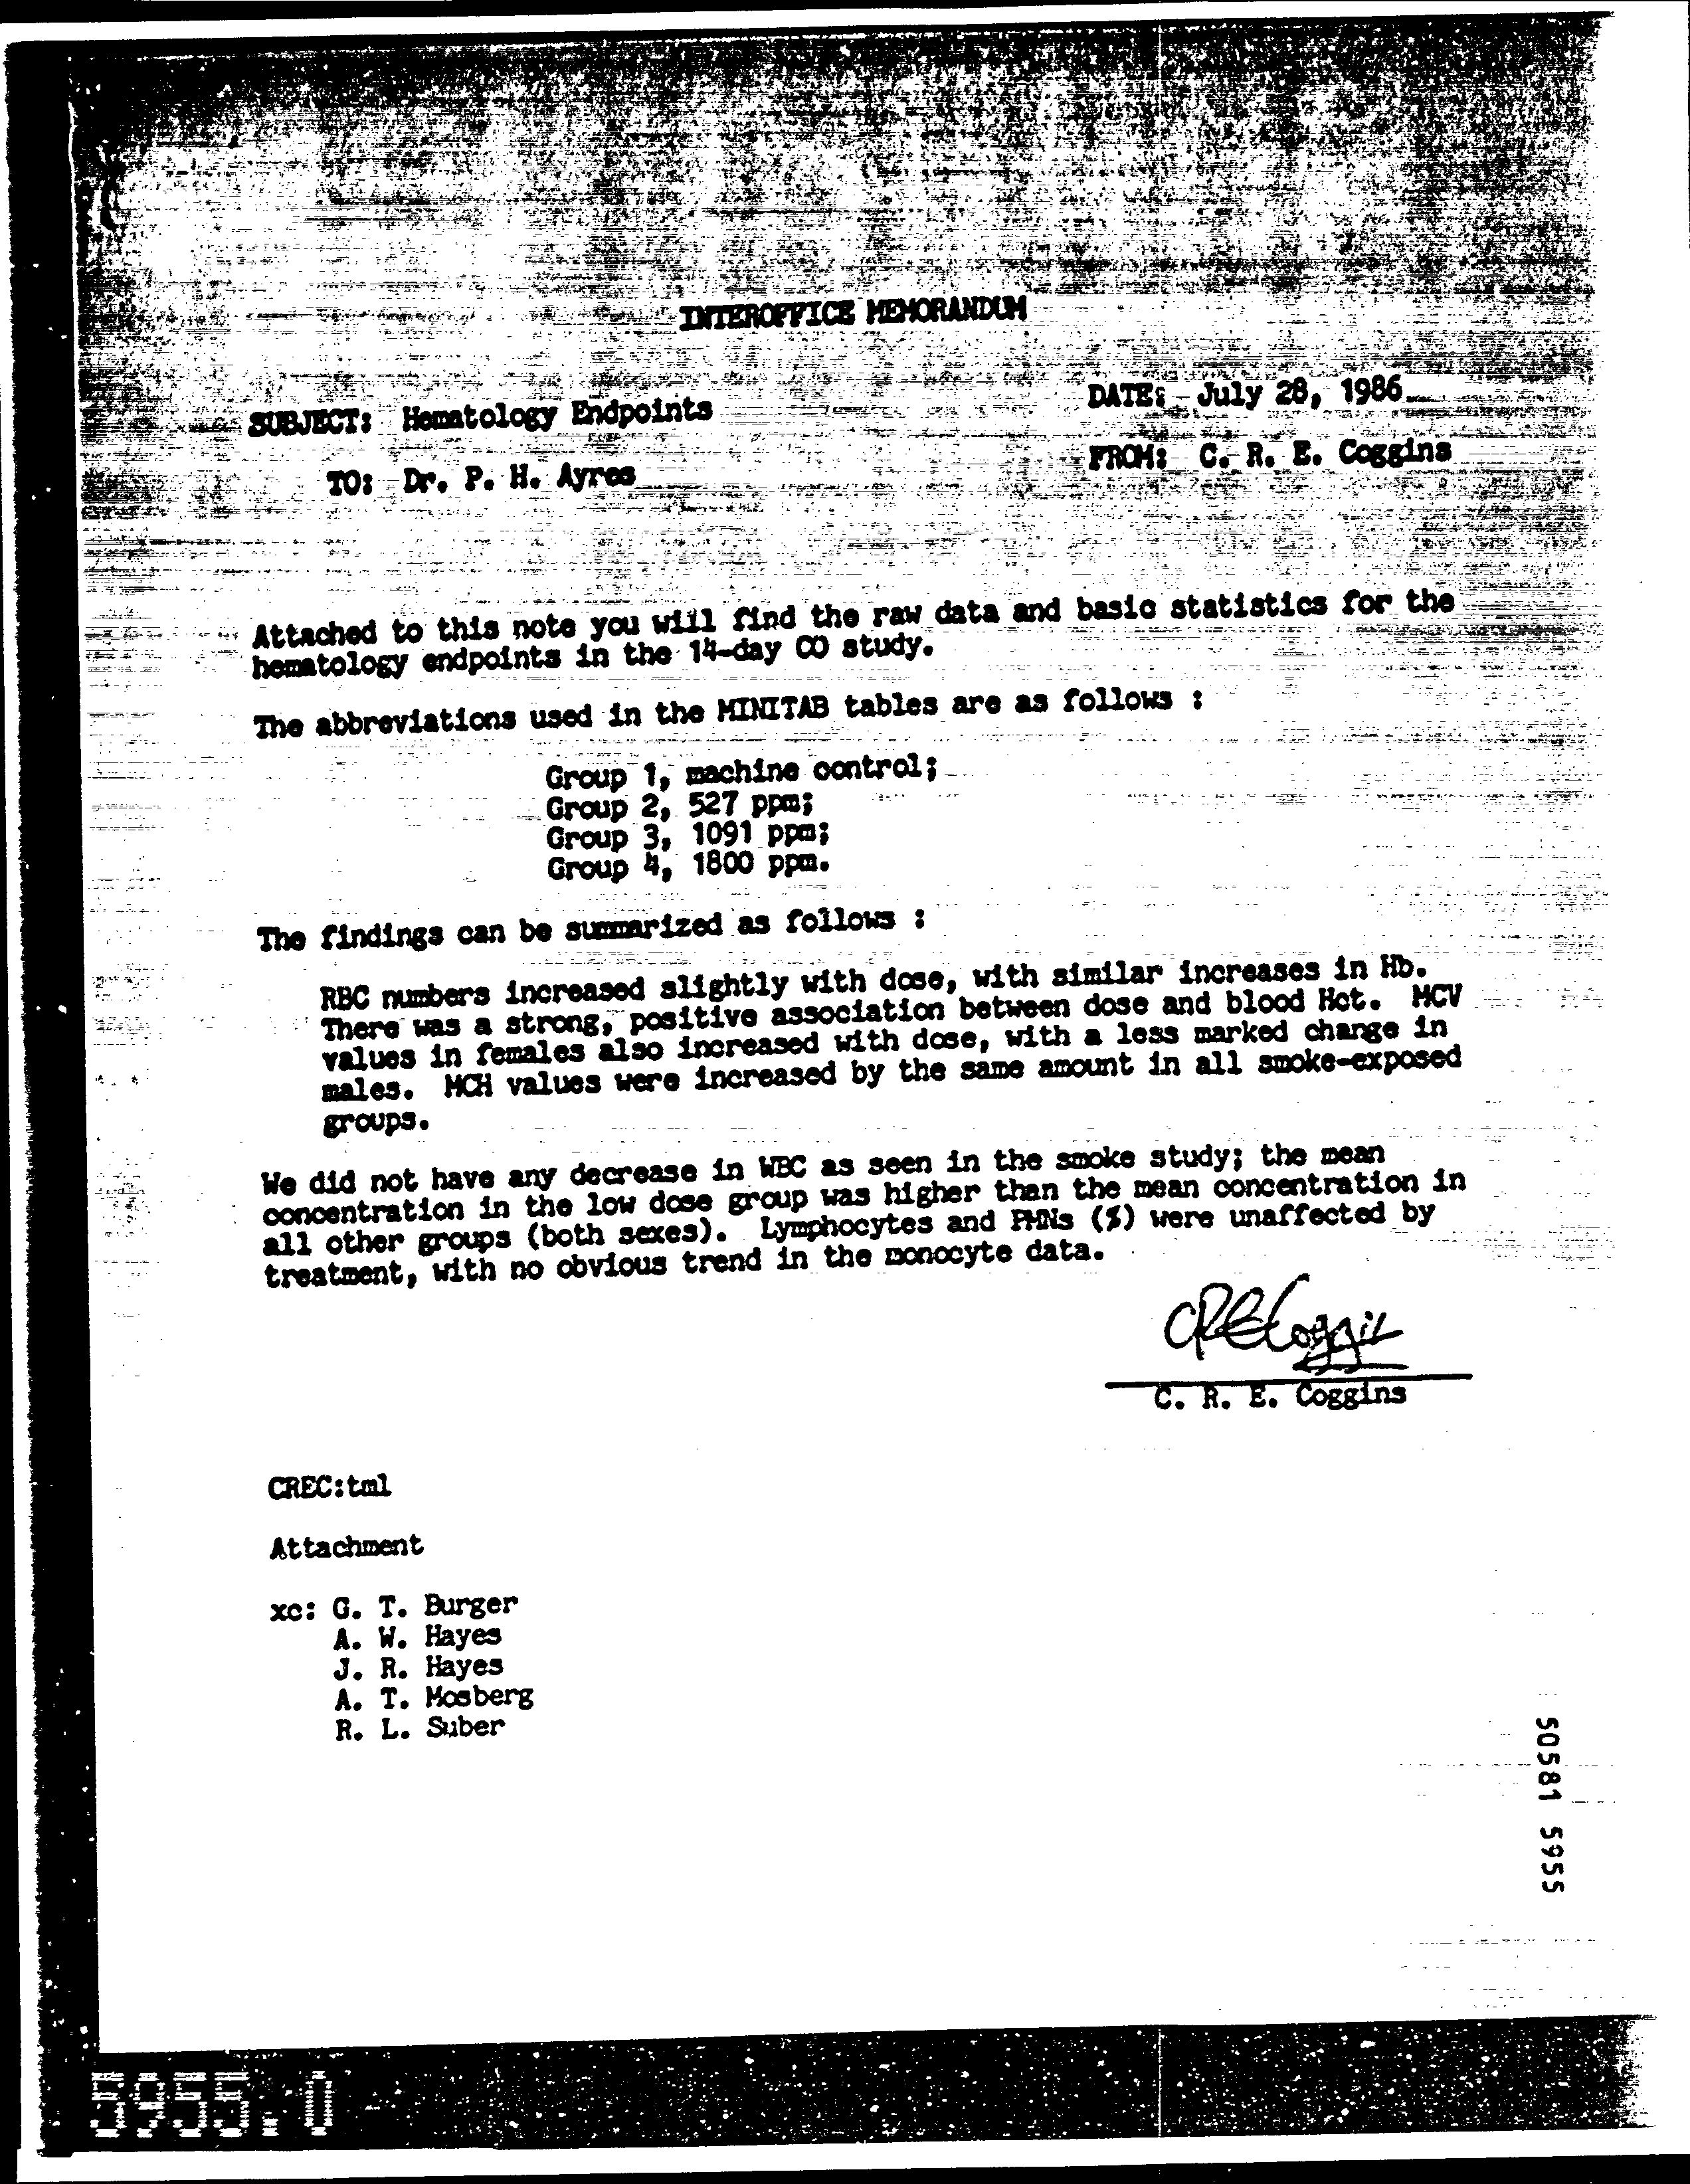 INTEROFFICE MEMORANDUM
DATE: July 28, 1986
SUBJECT: Hematology Endpoints
FROM: C. R. E. Coggins
TO: Dr. P. H. Ayres
Attached to this note you will find the raw data and basic statistics for the
hematology endpoints in the 14-day CO study.
The abbreviations used in the MINITAB tables are as follows :
Group 1, machine control;
Group 2, 527 ppm;
Group 3, 1091 ppm;
Group 4, 1800 ppm.
The findings can be summarized as follows :
RBC numbers increased slightly with dose, with similar increases in Hb.
There was a strong, positive association between dose and blood Hct. MCV
values in females also increased with dose, with a less marked change in
males. MCH values were increased by the same amount in all smoke-exposed
groups.
We did not have any decrease in WBC as seen in the smoke study; the mean
concentration in the low dose group was higher than the mean concentration in
all other groups (both sexes). Lymphocytes and PMNs (%) were unaffected by
treatment, with no obvious trend in the monocyte data.
CRECoggins
C. R. E. Coggins
CREC:tml
Attachment
xc: G. T. Burger
A. W. Hayes
J. R. Hayes
A. T. Mosberg
R. L. Suber
50581 5955
5955.0